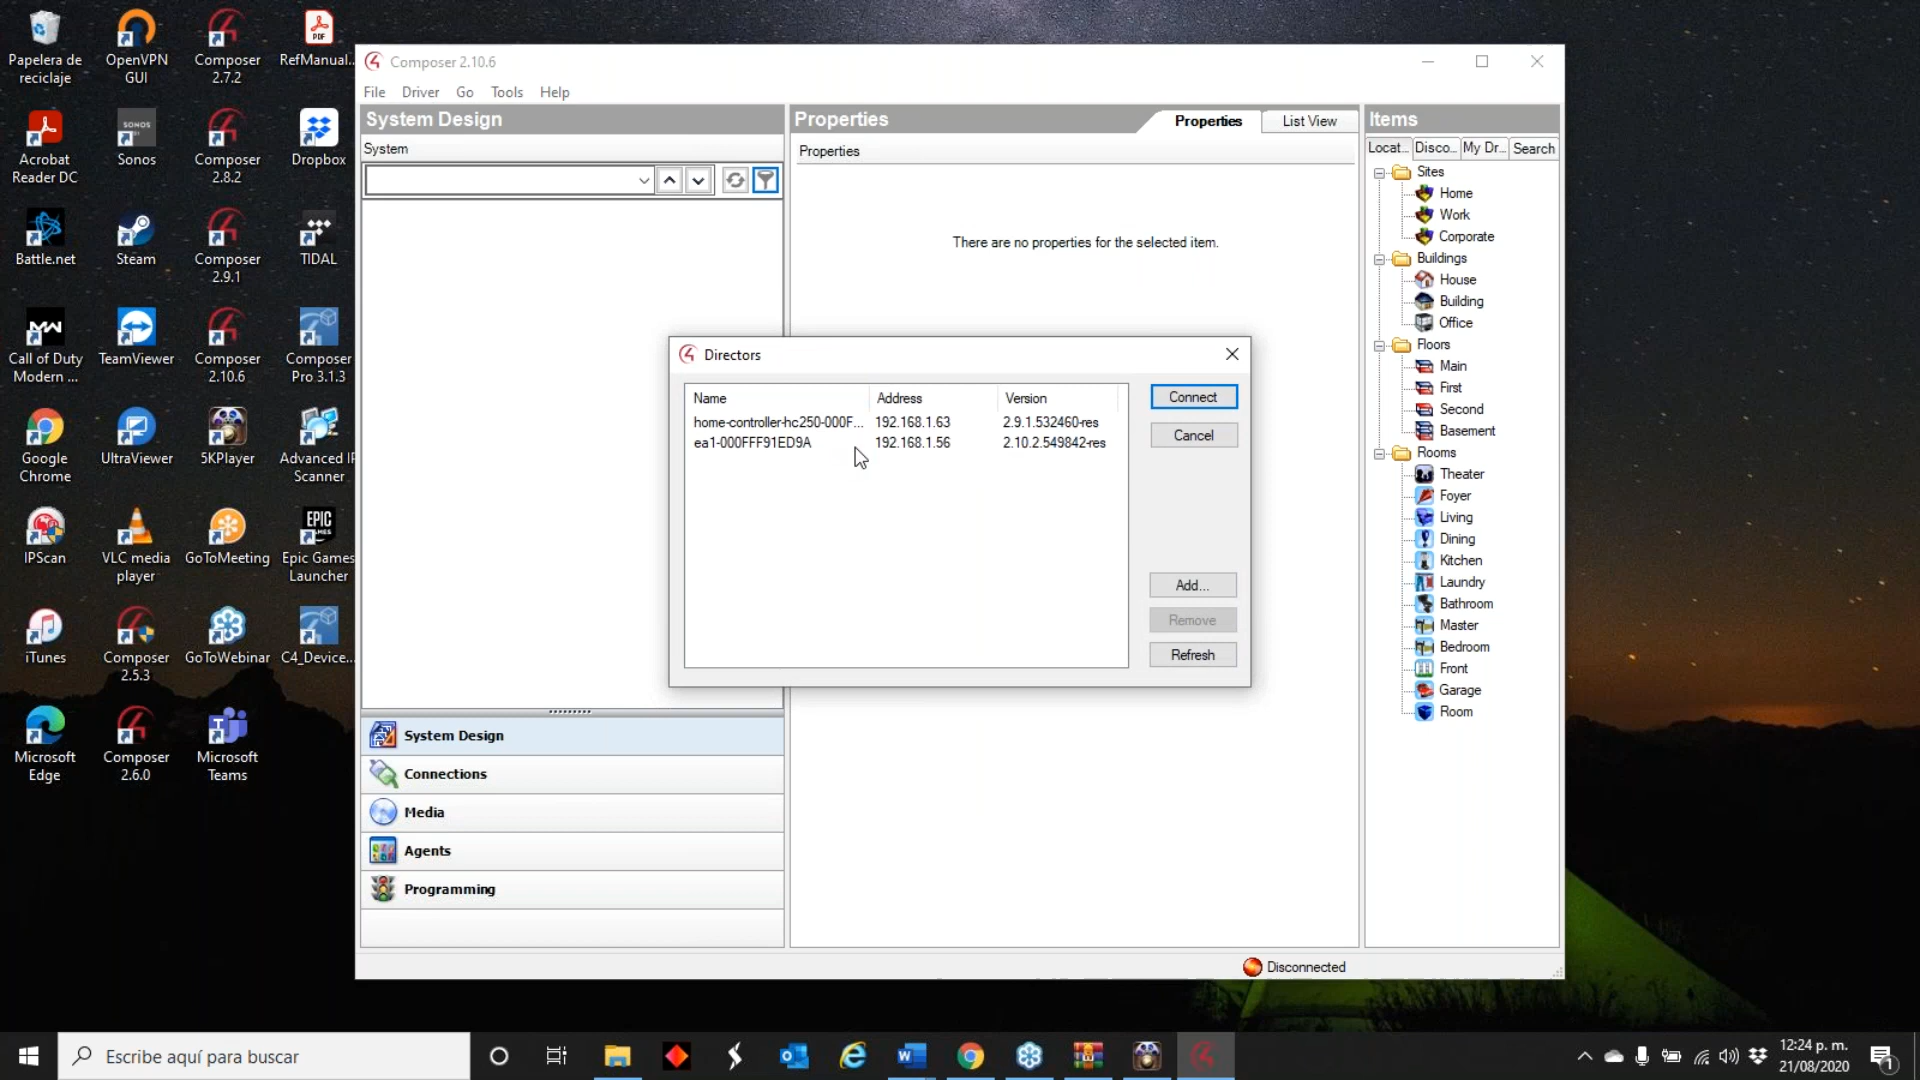 Papelera de
reciclaje
OpenVPN
GUI
Composer
2.7.2
RefManual...
Acrobat
Reader DC
Sonos
Composer
2.8.2
Dropbox
Battle.net
Steam
Composer
2.9.1
TIDAL
Call of Duty
Modern ...
TeamViewer
Composer
2.10.6
Composer
Pro 3.1.3
Google
Chrome
UltraViewer
5KPlayer
Advanced IP
Scanner
IPScan
VLC media
player
GoToMeeting
Epic Games
Launcher
iTunes
Composer
2.5.3
GoToWebinar
C4_Device...
Microsoft
Edge
Composer
2.6.0
Microsoft
Teams
Composer 2.10.6
File Driver Go Tools Help
System Design
System
System Design
Connections
Media
Agents
Programming
Properties
Properties
List View
Properties
There are no properties for the selected item.
Directors
Name Address Version
home-controller-hc250-000F... 192.168.1.63 2.9.1.532460-res
ea1-000FFF91ED9A 192.168.1.56 2.10.2.549842-res
Connect
Cancel
Add...
Remove
Refresh
Items
Locat... Disco... My Dr... Search
Sites
Home
Work
Corporate
Buildings
House
Building
Office
Floors
Main
First
Second
Basement
Rooms
Theater
Foyer
Living
Dining
Kitchen
Laundry
Bathroom
Master
Bedroom
Front
Garage
Room
Disconnected
Escribe aquí para buscar
12:24 p. m.
21/08/2020
1